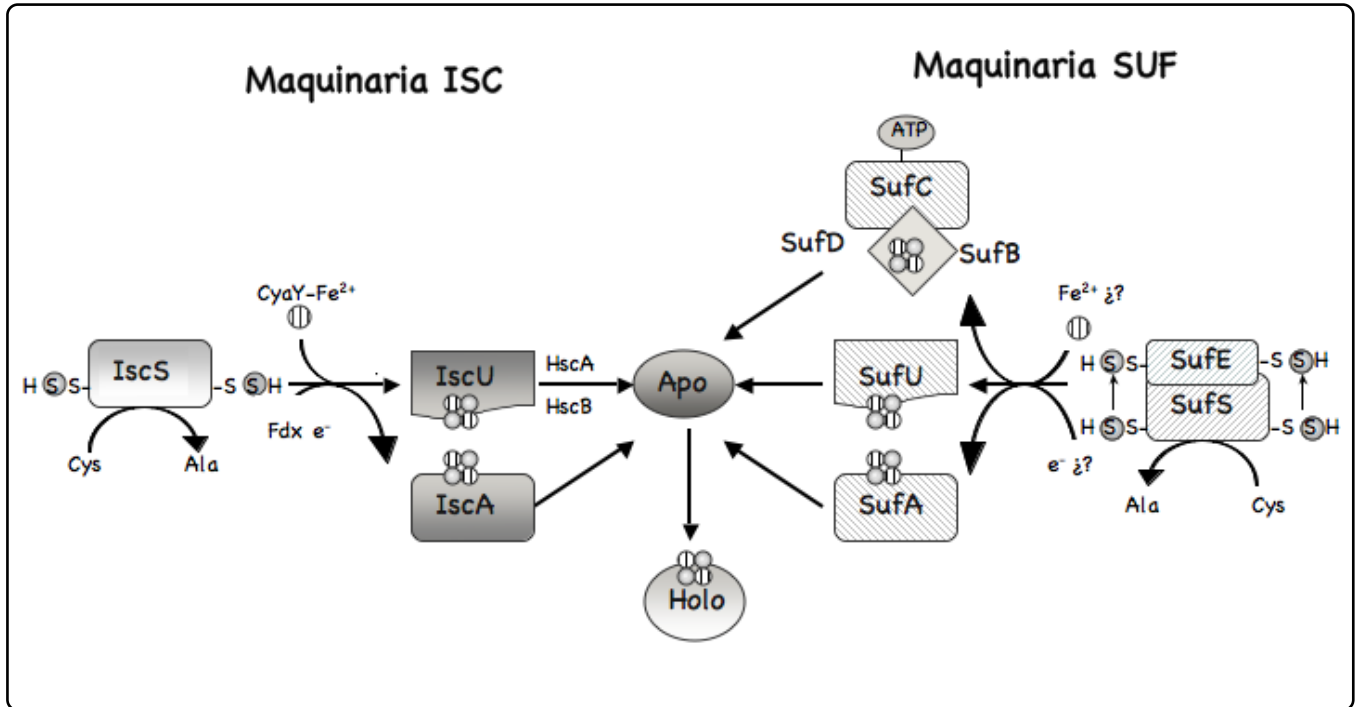 Maquinaria ISC
Maquinaria SUF
ATP
SufC
SufD
SufB
CyaY-Fe²⁺
Fe²⁺ ¿?
H S S-
IscS
-S S H
IscU
HscA
HscB
Apo
SufU
H S S-
SufE
-S S H
SufS
H S S-
-S S H
Fdx e⁻
e⁻ ¿?
Cys
Ala
IscA
SufA
Ala
Cys
Holo